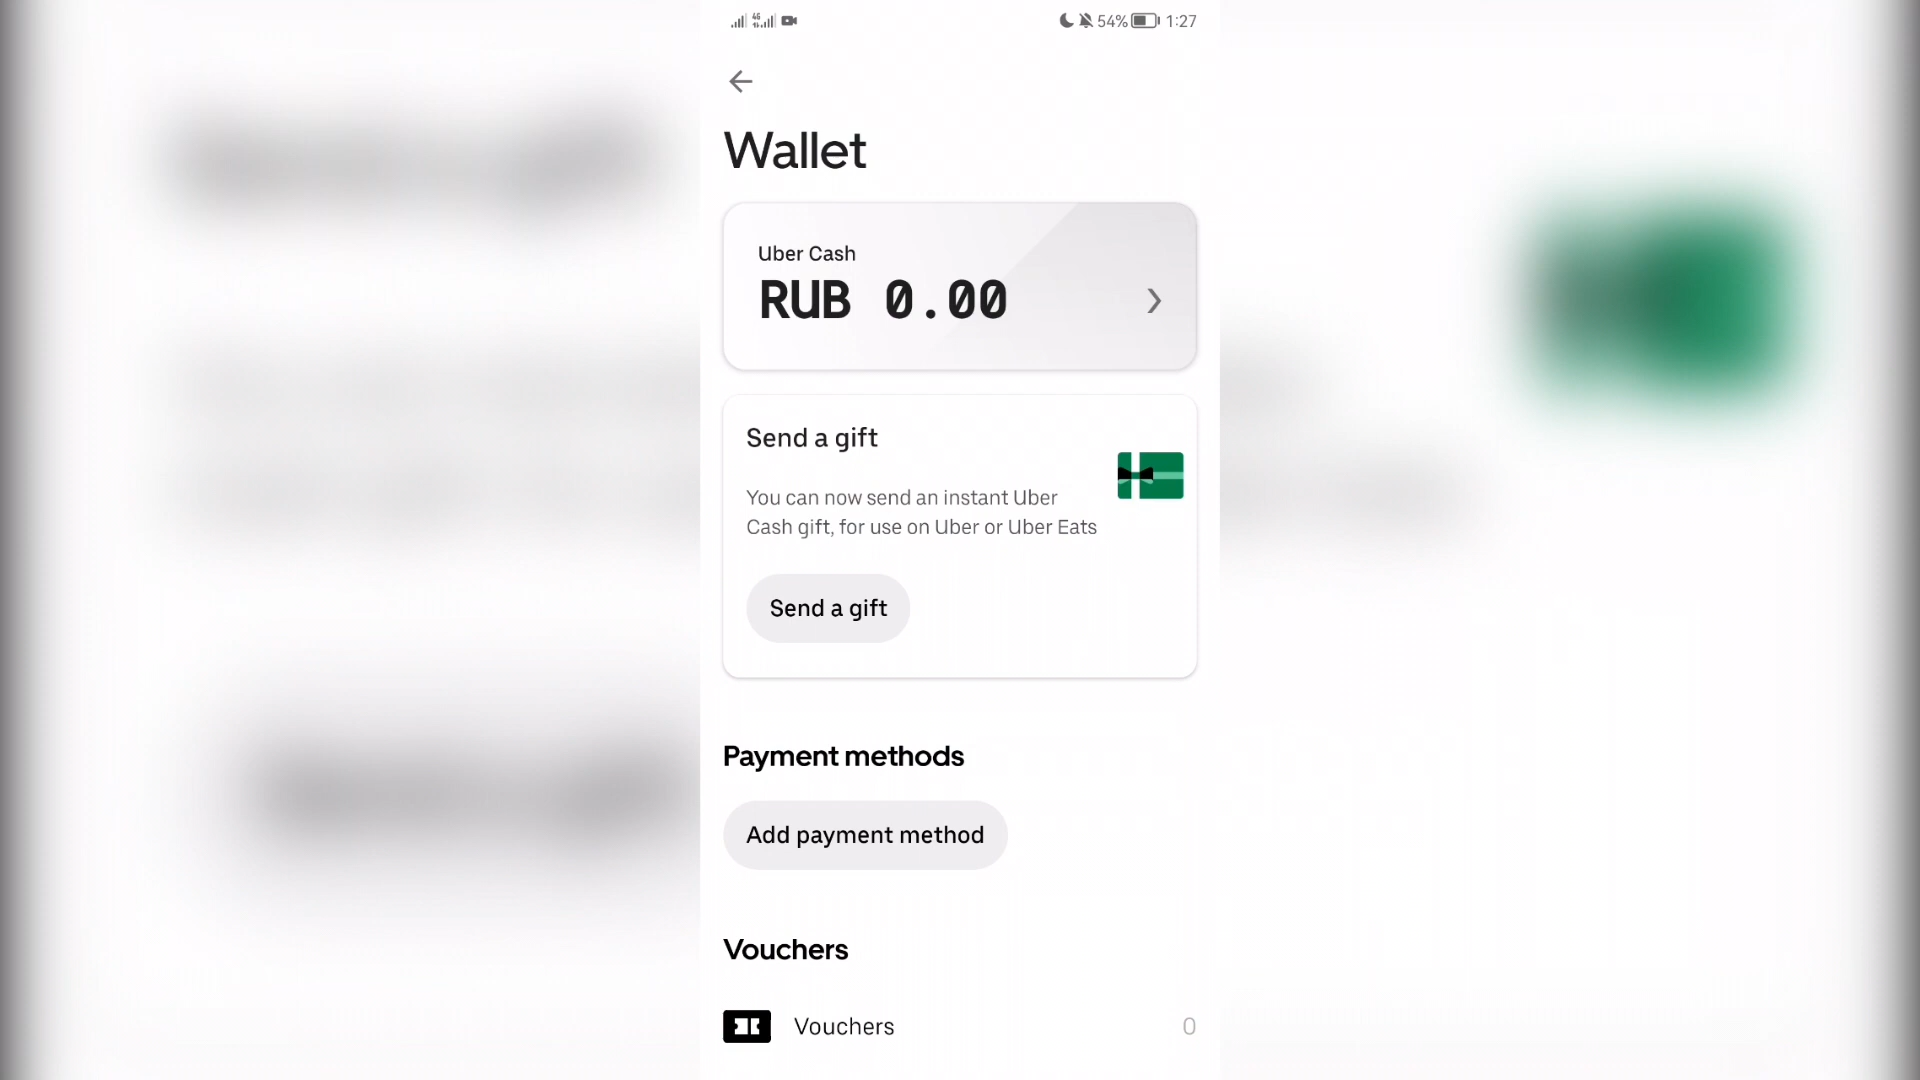 4G 54% 1:27
Wallet
Uber Cash
RUB 0.00
Send a gift
You can now send an instant Uber
Cash gift, for use on Uber or Uber Eats
Send a gift
Payment methods
Add payment method
Vouchers
Vouchers 0